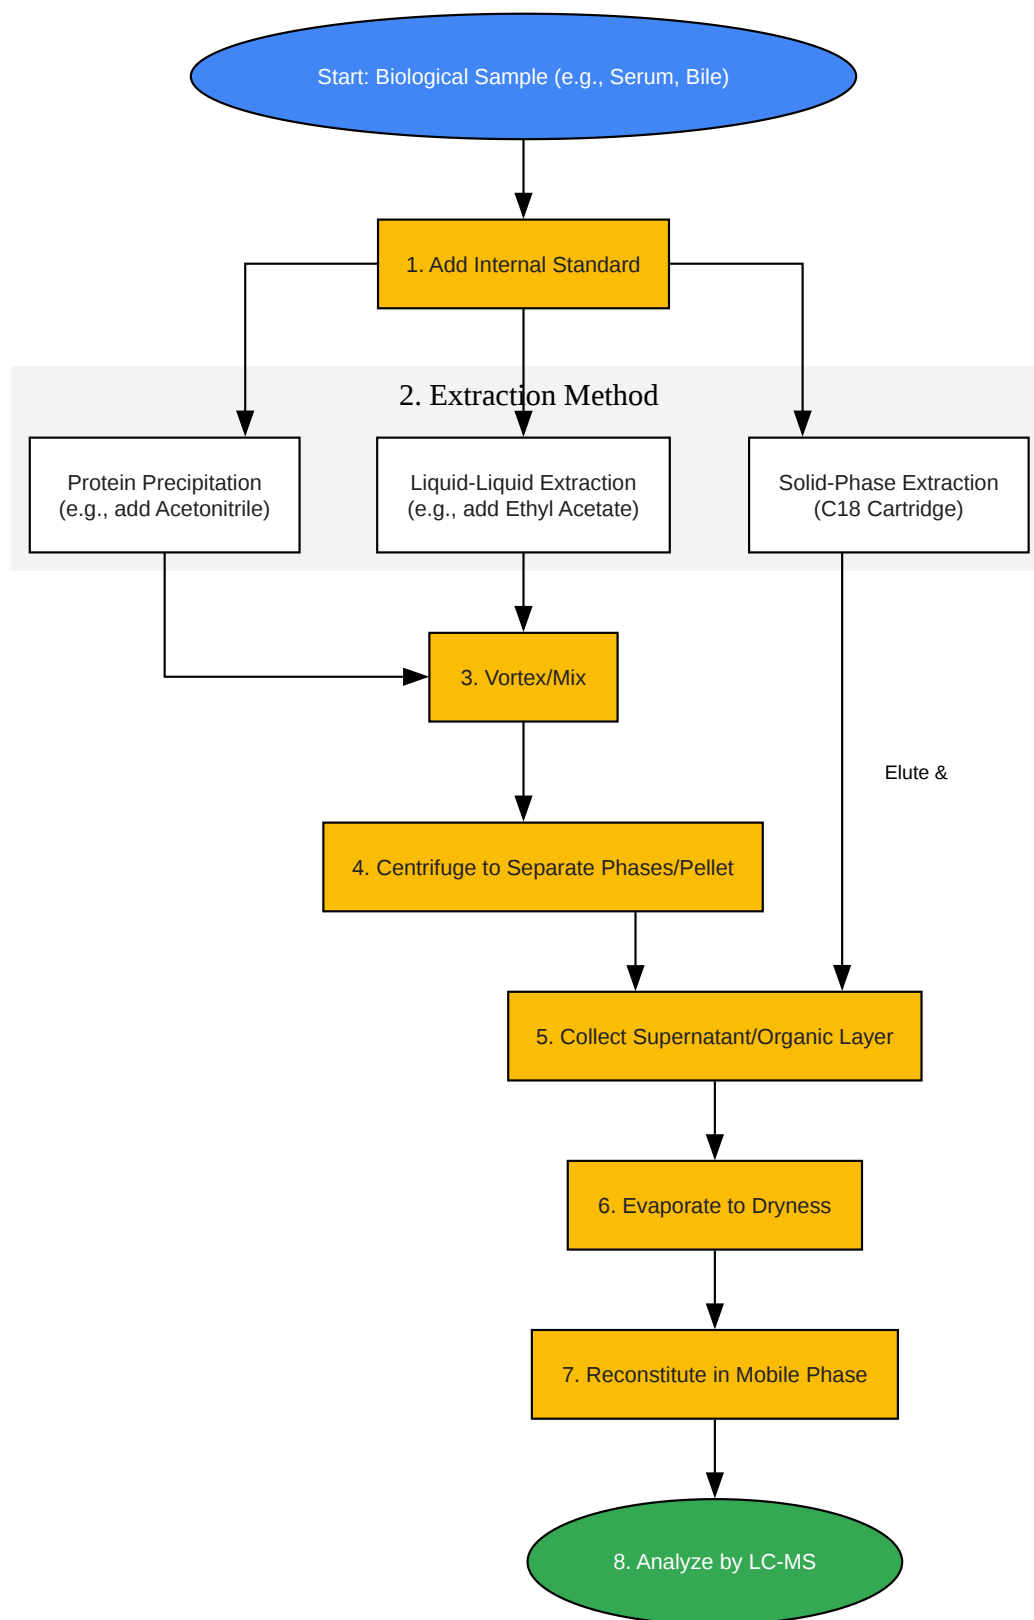 Start: Biological Sample (e.g., Serum, Bile)
1. Add Internal Standard
2. Extraction Method
Protein Precipitation
(e.g., add Acetonitrile)
Liquid-Liquid Extraction
(e.g., add Ethyl Acetate)
Solid-Phase Extraction
(C18 Cartridge)
3. Vortex/Mix
Elute &
4. Centrifuge to Separate Phases/Pellet
5. Collect Supernatant/Organic Layer
6. Evaporate to Dryness
7. Reconstitute in Mobile Phase
8. Analyze by LC-MS